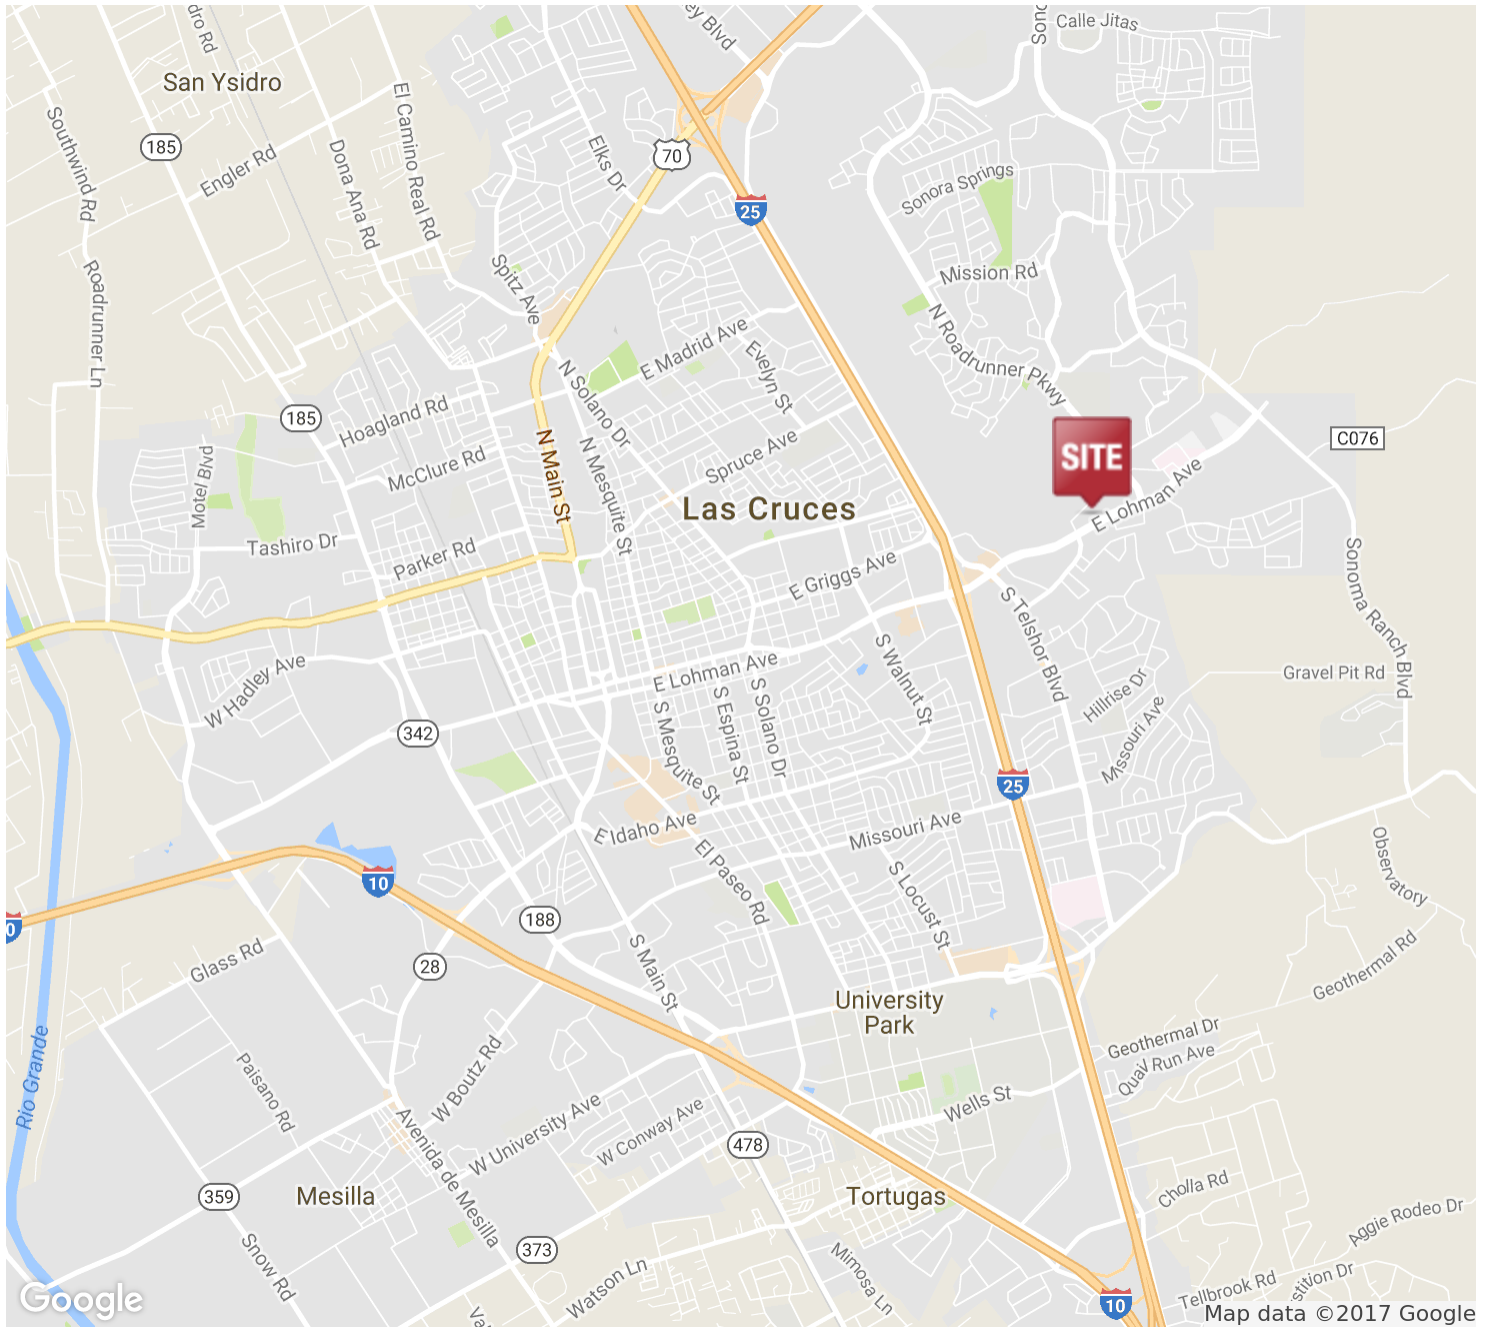 Calle Jitas
San Ysidro
El Camino Real Rd
Southwind Rd
185
Engler Rd
Dona Ana Rd
Elks Dr
70
25
Sonora Springs
Mission Rd
Spitz Ave
Roadrunner Ln
N Roadrunner Pkwy
E Madrid Ave
Evelyn St
N Solano Dr
185
Hoagland Rd
McClure Rd
N Main St
N Mesquite St
Spruce Ave
Motel Blvd
SITE
C076
E Lohman Ave
Las Cruces
Tashiro Dr
Parker Rd
E Griggs Ave
S Telshor Blvd
Sonoma Ranch Blvd
W Hadley Ave
E Lohman Ave
S Walnut St
Gravel Pit Rd
Hillrise Dr
Missouri Ave
342
S Mesquite St
S Espina St
S Solano Dr
25
E Idaho Ave
Missouri Ave
El Paseo Rd
S Locust St
Observatory
10
188
S Main St
28
Glass Rd
Geothermal Rd
University
Park
Rio Grande
Paisano Rd
W Boutz Rd
Geothermal Dr
Quail Run Ave
Wells St
Avenida de Mesilla
W University Ave
W Conway Ave
478
359
Mesilla
Tortugas
Cholla Rd
Aggie Rodeo Dr
Snow Rd
373
Watson Ln
Mimosa Ln
Tellbrook Rd
10
Google
Map data ©2017 Google